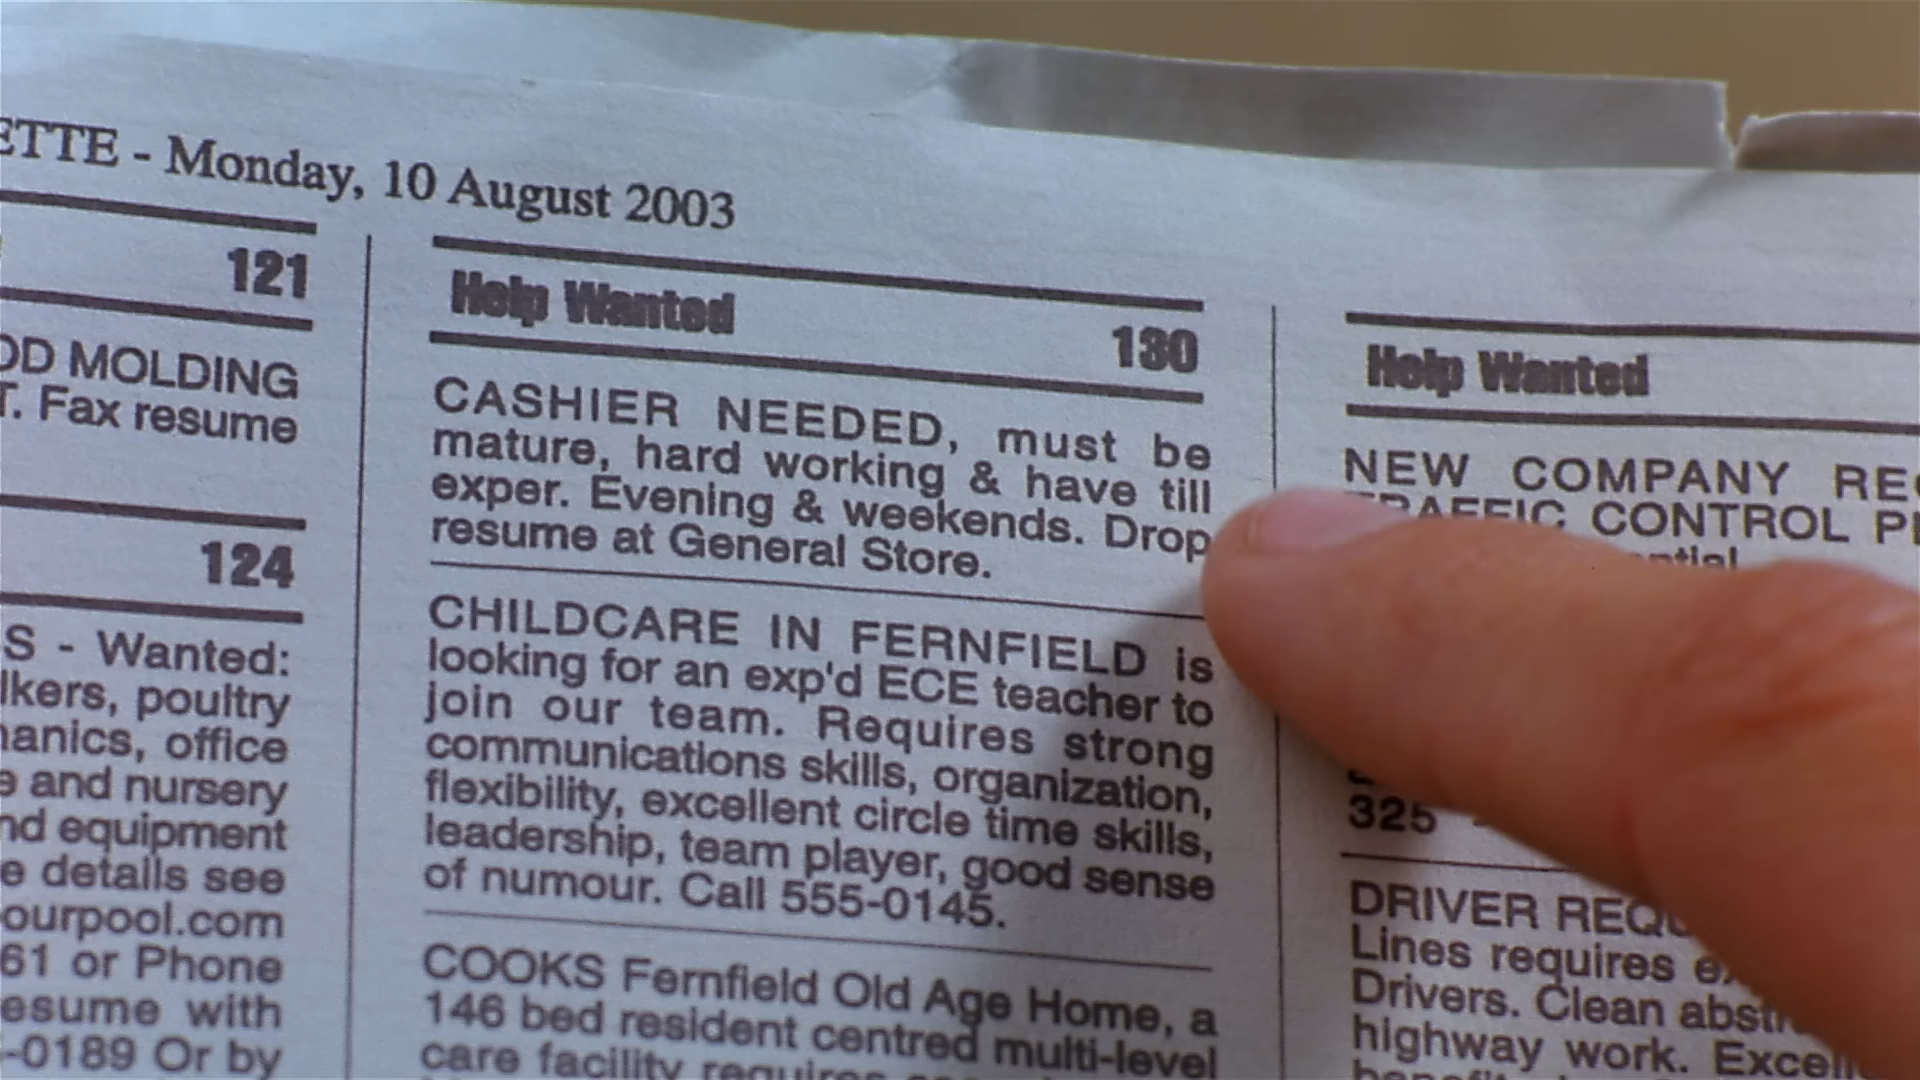 ETTE - Monday, 10 August 2003
121
OD MOLDING
T. Fax resume
124
S - Wanted:
lkers, poultry
anics, office
e and nursery
nd equipment
e details see
ourpool.com
61 or Phone
esume with
-0189 Or by
Help Wanted 130
CASHIER NEEDED, must be
mature, hard working & have till
exper. Evening & weekends. Drop
resume at General Store.
CHILDCARE IN FERNFIELD is
looking for an exp'd ECE teacher to
join our team. Requires strong
communications skills, organization,
flexibility, excellent circle time skills,
leadership, team player, good sense
of numour. Call 555-0145.
COOKS Fernfield Old Age Home, a
146 bed resident centred multi-level
care facility requires
Help Wanted
NEW COMPANY REQ
TRAFFIC CONTROL
325
DRIVER REQU
Lines requires
Drivers. Clean
highway work.